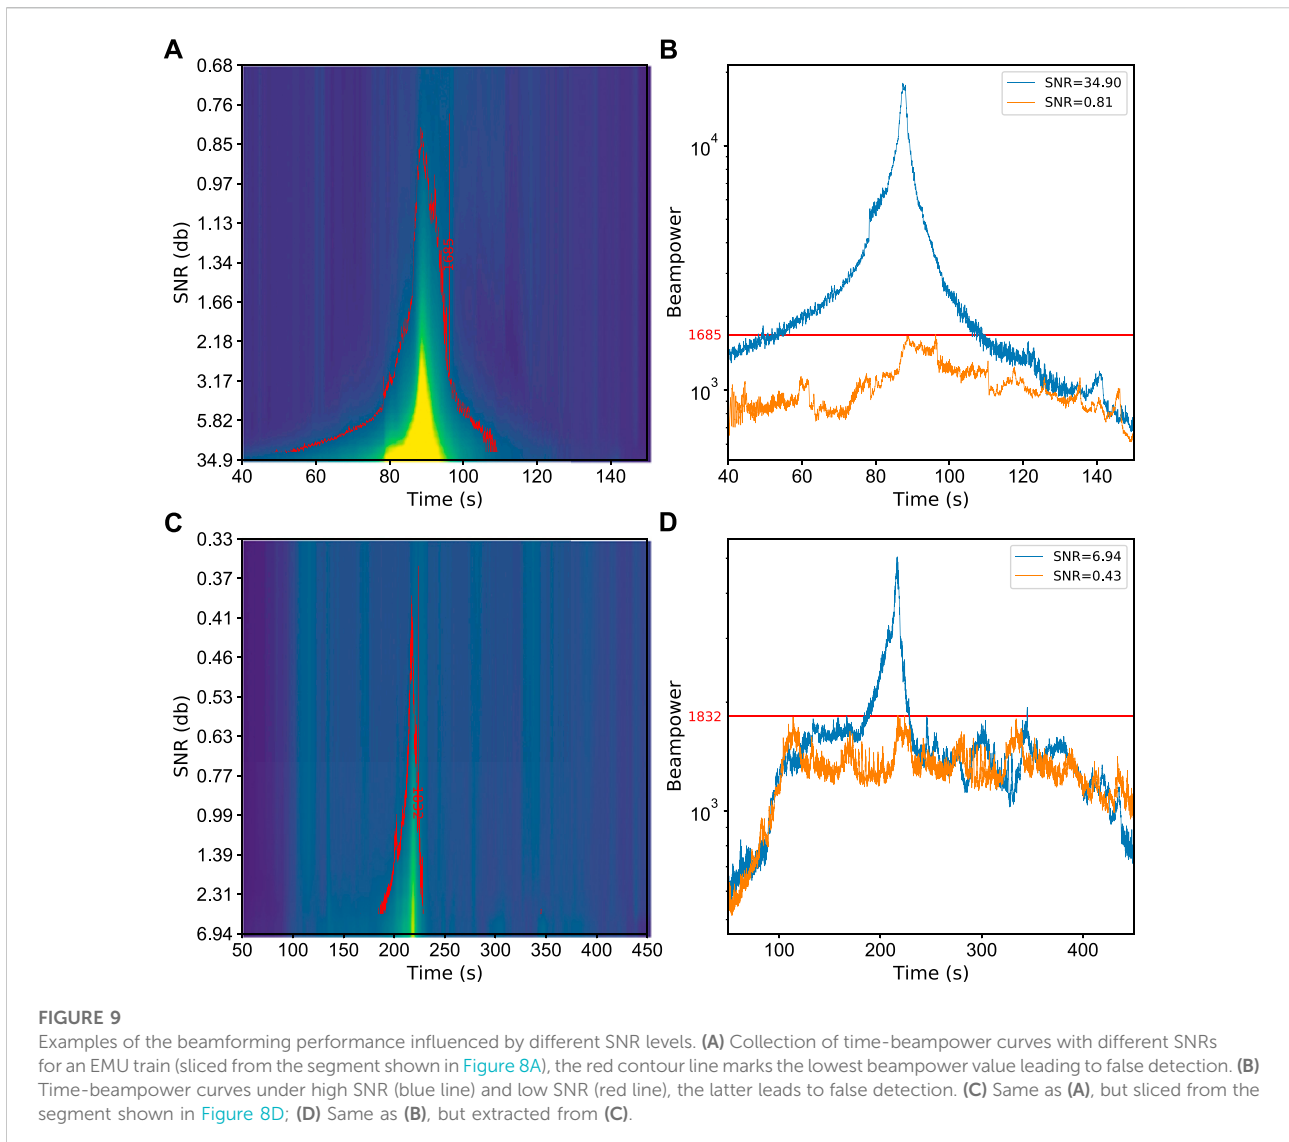 A
0.68
0.76
0.85
0.97
1.13
1.34
1.66
2.18
3.17
5.82
34.9
SNR (db)
1685
40 60 80 100 120 140
Time (s)
B
SNR=34.90
SNR=0.81
10^4
1685
10^3
Beampower
40 60 80 100 120 140
Time (s)
C
0.33
0.37
0.41
0.46
0.53
0.63
0.77
0.99
1.39
2.31
6.94
SNR (db)
50 100 150 200 250 300 350 400 450
Time (s)
D
SNR=6.94
SNR=0.43
1832
10^3
Beampower
100 200 300 400
Time (s)
FIGURE 9
Examples of the beamforming performance influenced by different SNR levels. (A) Collection of time-beampower curves with different SNRs
for an EMU train (sliced from the segment shown in Figure 8A), the red contour line marks the lowest beampower value leading to false detection. (B)
Time-beampower curves under high SNR (blue line) and low SNR (red line), the latter leads to false detection. (C) Same as (A), but sliced from the
segment shown in Figure 8D; (D) Same as (B), but extracted from (C).